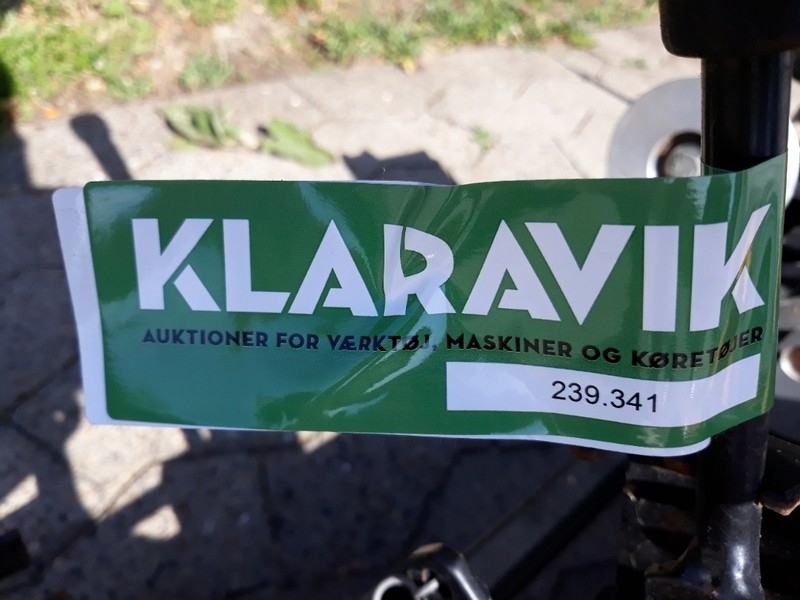 KLARAVIK
AUKTIONER FOR VÆRKTØJ, MASKINER OG KØRETØJER
239.341